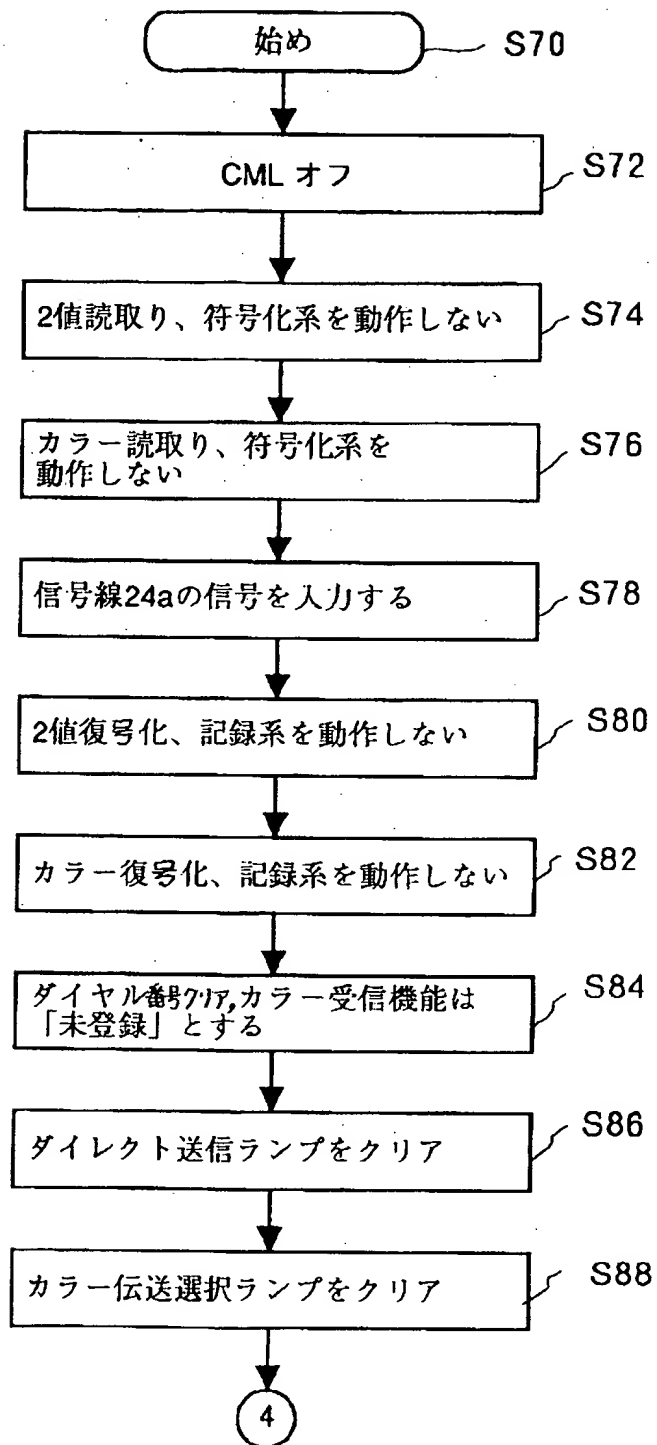 始め
S70
CML オフ
S72
2値読取り、符号化系を動作しない
S74
カラー読取り、符号化系を
動作しない
S76
信号線24aの信号を入力する
S78
2値復号化、記録系を動作しない
S80
カラー復号化、記録系を動作しない
S82
ダイヤル番号クリア,カラー受信機能は
「未登録」とする
S84
ダイレクト送信ランプをクリア
S86
カラー伝送選択ランプをクリア
S88
4